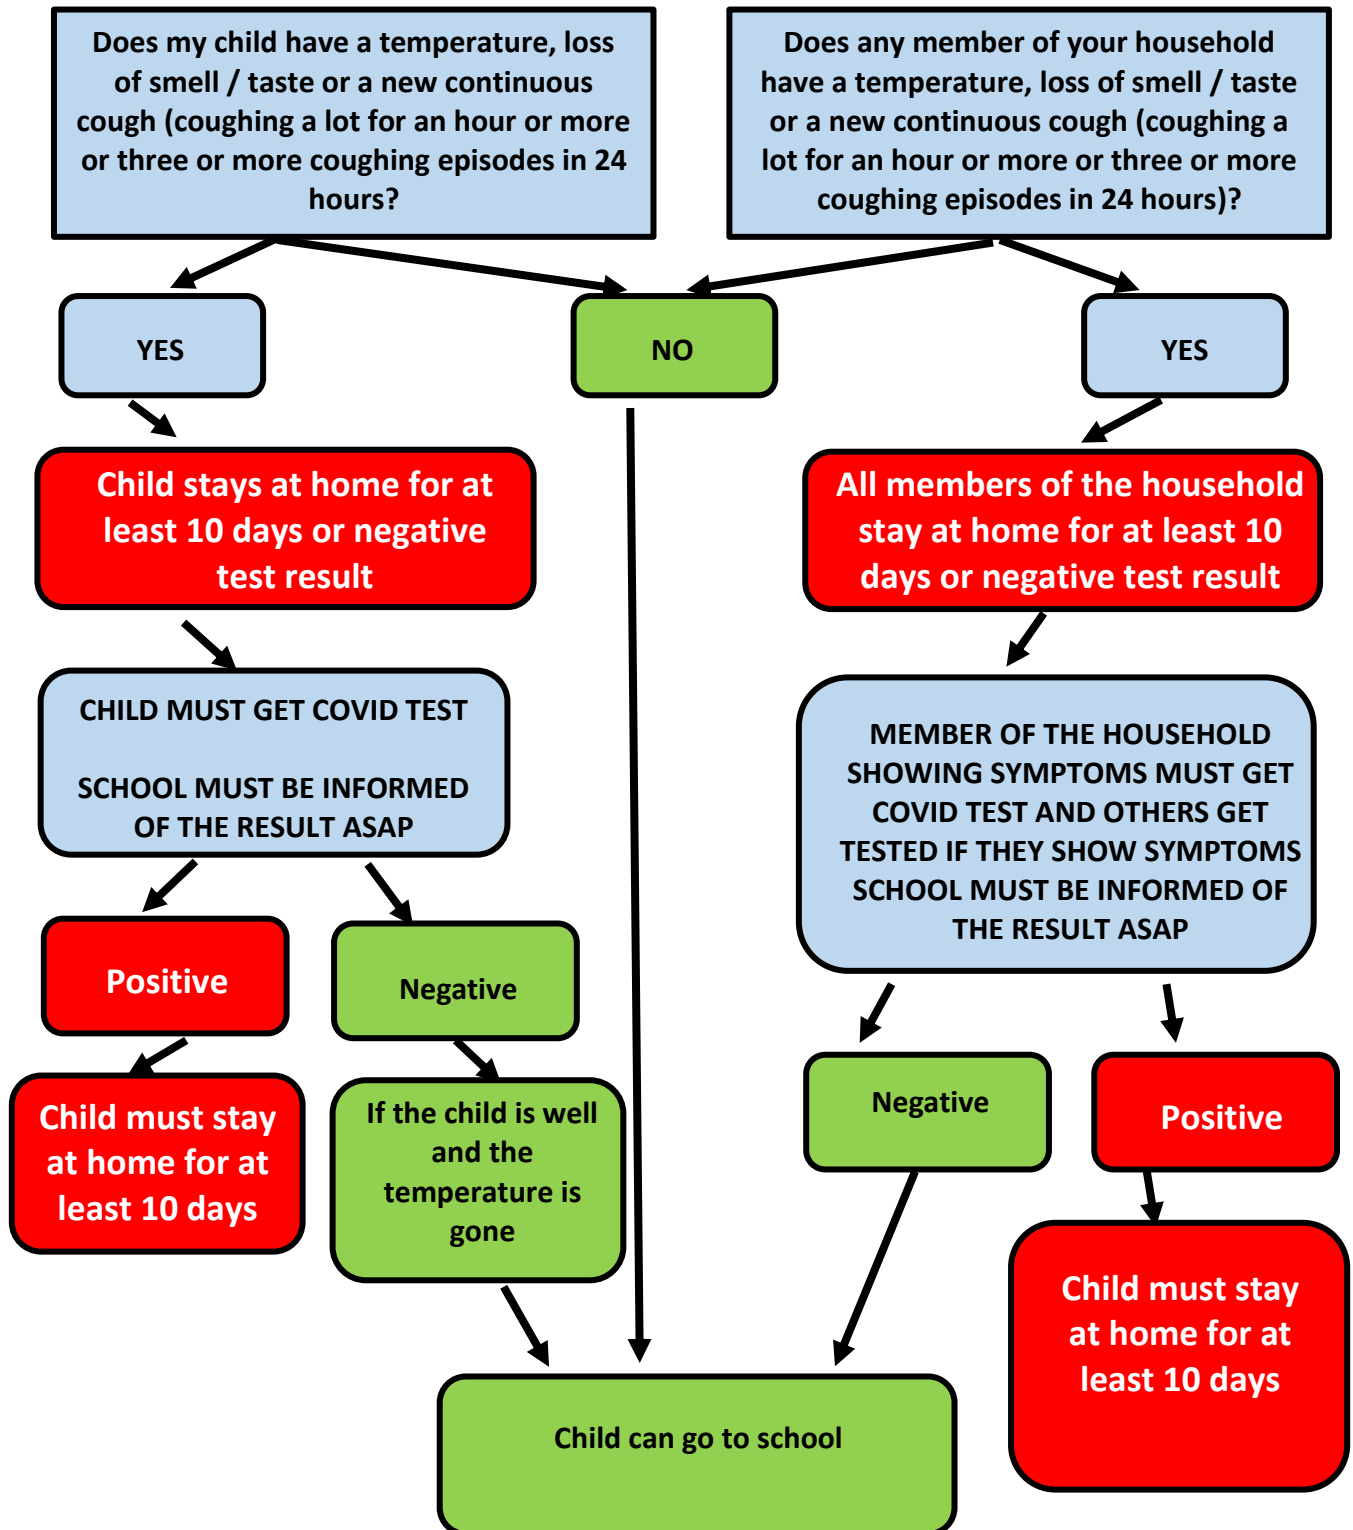 Does my child have a temperature, loss
of smell / taste or a new continuous
cough (coughing a lot for an hour or more
or three or more coughing episodes in 24
hours?
Does any member of your household
have a temperature, loss of smell / taste
or a new continuous cough (coughing a
lot for an hour or more or three or more
coughing episodes in 24 hours)?
YES
NO
YES
Child stays at home for at
least 10 days or negative
test result
All members of the household
stay at home for at least 10
days or negative test result
CHILD MUST GET COVID TEST
SCHOOL MUST BE INFORMED
OF THE RESULT ASAP
MEMBER OF THE HOUSEHOLD
SHOWING SYMPTOMS MUST GET
COVID TEST AND OTHERS GET
TESTED IF THEY SHOW SYMPTOMS
SCHOOL MUST BE INFORMED OF
THE RESULT ASAP
Positive
Negative
Negative
Positive
Child must stay
at home for at
least 10 days
If the child is well
and the
temperature is
gone
Child must stay
at home for at
least 10 days
Child can go to school